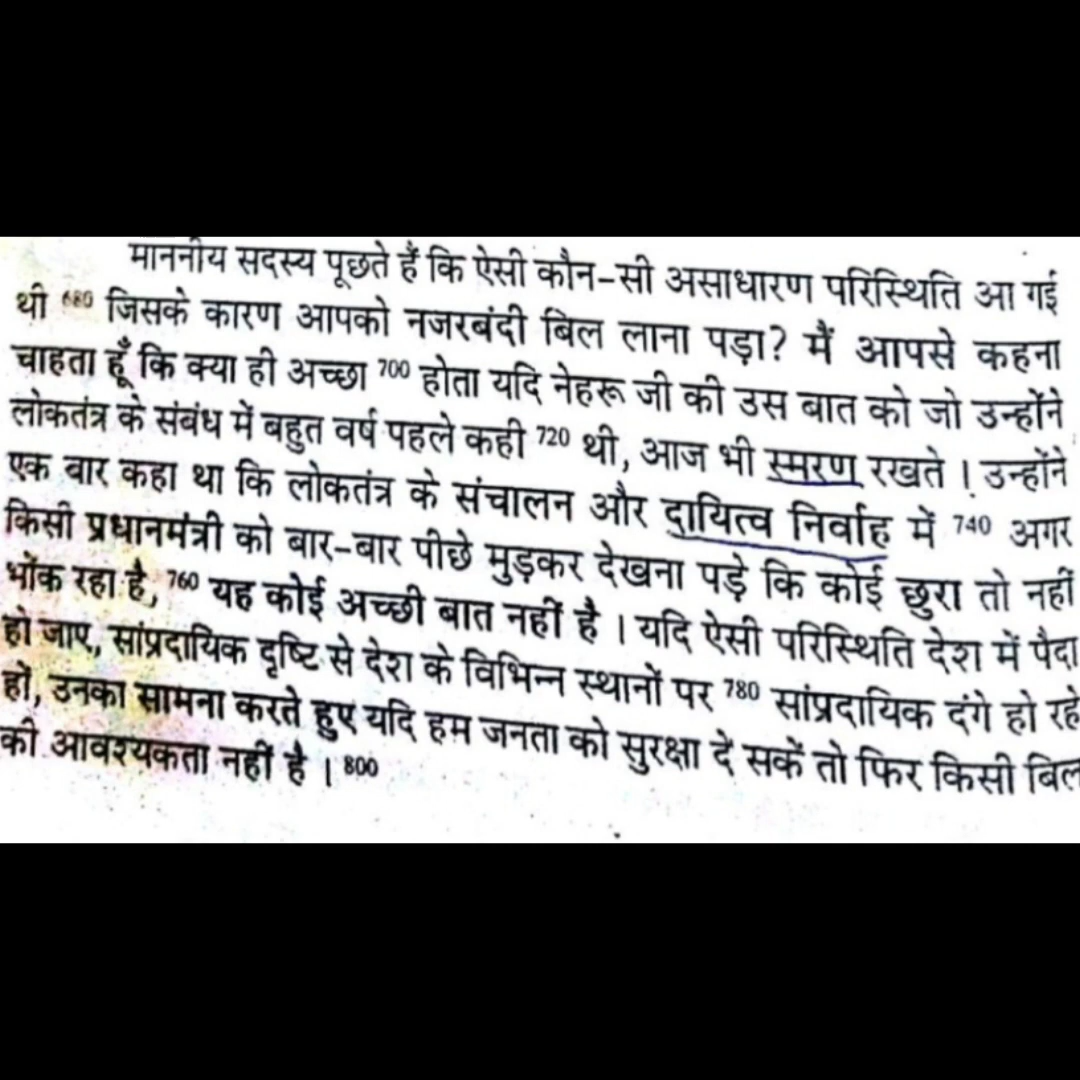 माननीय सदस्य पूछते हैं कि ऐसी कौन-सी असाधारण परिस्थिति आ गई
थी 680 जिसके कारण आपको नजरबंदी बिल लाना पड़ा? मैं आपसे कहना
चाहता हूँ कि क्या ही अच्छा 700 होता यदि नेहरू जी की उस बात को जो उन्होंने
लोकतंत्र के संबंध में बहुत वर्ष पहले कही 720 थी, आज भी स्मरण रखते । उन्होंने
एक बार कहा था कि लोकतंत्र के संचालन और दायित्व निर्वाह में 740 अगर
किसी प्रधानमंत्री को बार-बार पीछे मुड़कर देखना पड़े कि कोई छुरा तो नहीं
भोंक रहा है, 760 यह कोई अच्छी बात नहीं है । यदि ऐसी परिस्थिति देश में पैदा
हो जाए, सांप्रदायिक दृष्टि से देश के विभिन्न स्थानों पर 780 सांप्रदायिक दंगे हो रहे
हों, उनका सामना करते हुए यदि हम जनता को सुरक्षा दे सकें तो फिर किसी बिल
की आवश्यकता नहीं है । 800